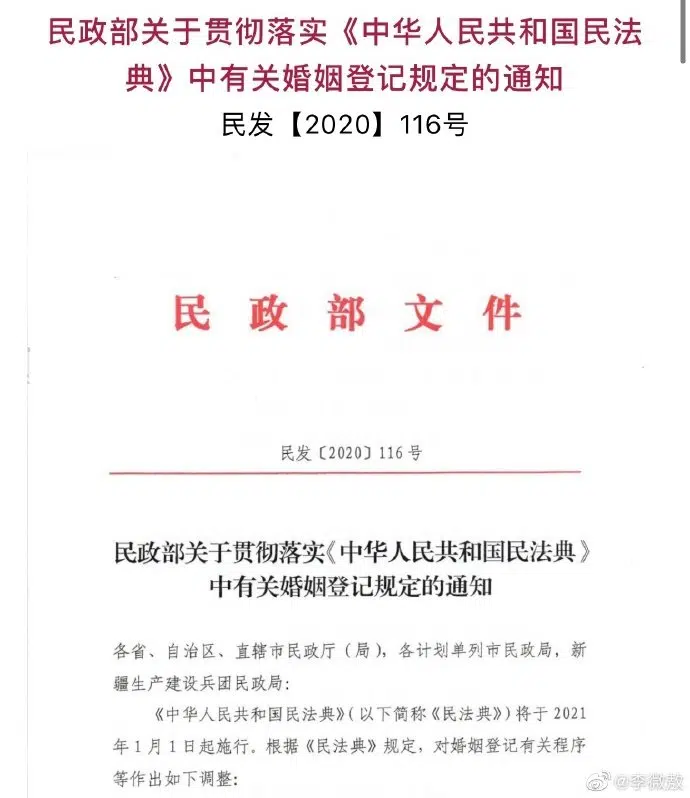 民政部关于贯彻落实《中华人民共和国民法
典》中有关婚姻登记规定的通知
民发【2020】116号
民政部文件
民发〔2020〕116号
民政部关于贯彻落实《中华人民共和国民法典》
中有关婚姻登记规定的通知
各省、自治区、直辖市民政厅（局），各计划单列市民政局，新
疆生产建设兵团民政局：
《中华人民共和国民法典》（以下简称《民法典》）将于2021
年1月1日起施行。根据《民法典》规定，对婚姻登记有关程序
等作出如下调整：
@李微敖